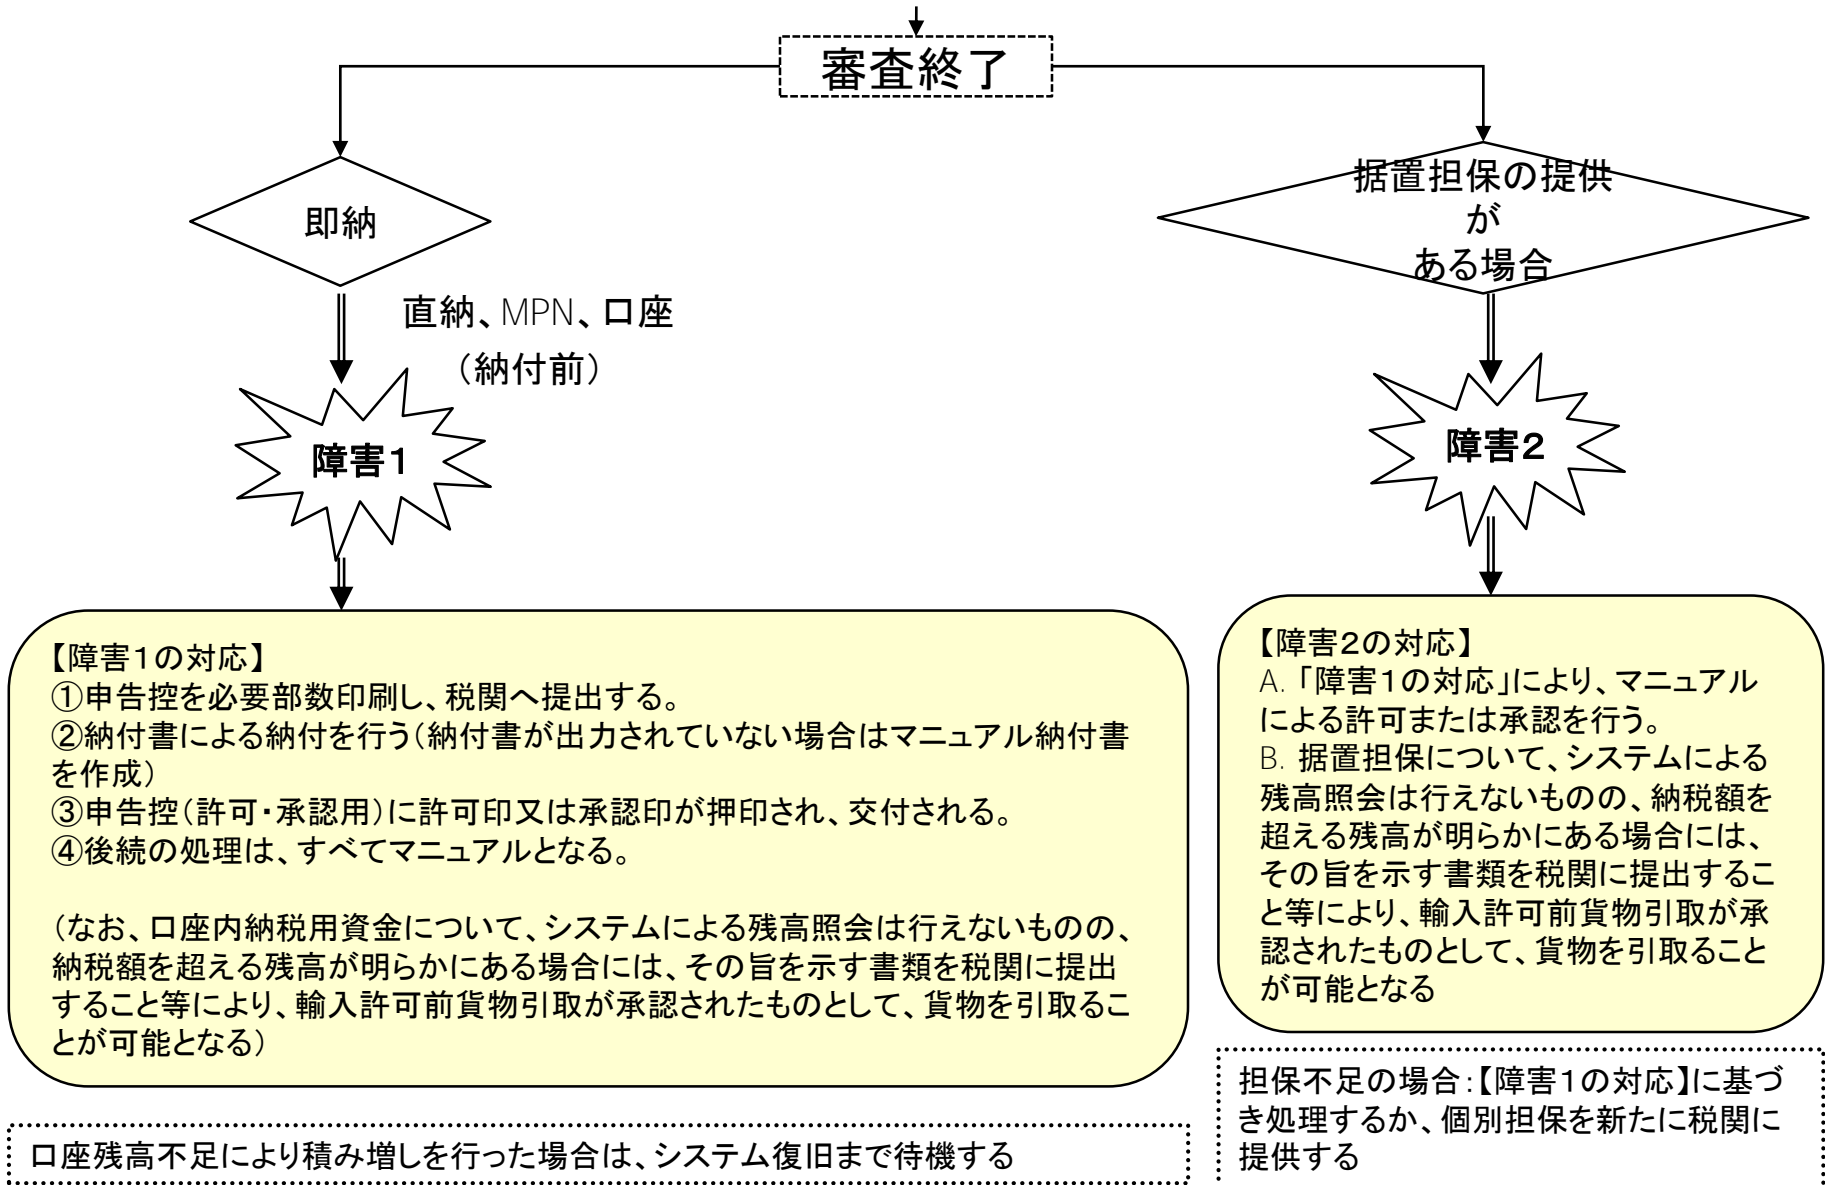 審査終了
即納
直納、MPN、口座
（納付前）
障害１
【障害１の対応】
①申告控を必要部数印刷し、税関へ提出する。
②納付書による納付を行う（納付書が出力されていない場合はマニュアル納付書
を作成）
③申告控（許可・承認用）に許可印又は承認印が押印され、交付される。
④後続の処理は、すべてマニュアルとなる。
（なお、口座内納税用資金について、システムによる残高照会は行えないものの、
納税額を超える残高が明らかにある場合には、その旨を示す書類を税関に提出
すること等により、輸入許可前貨物引取が承認されたものとして、貨物を引取るこ
とが可能となる）
口座残高不足により積み増しを行った場合は、システム復旧まで待機する
据置担保の提供
が
ある場合
障害２
【障害２の対応】
A. 「障害１の対応」により、マニュアル
による許可または承認を行う。
B. 据置担保について、システムによる
残高照会は行えないものの、納税額を
超える残高が明らかにある場合には、
その旨を示す書類を税関に提出するこ
と等により、輸入許可前貨物引取が承
認されたものとして、貨物を引取ること
が可能となる
担保不足の場合：【障害１の対応】に基づ
き処理するか、個別担保を新たに税関に
提供する